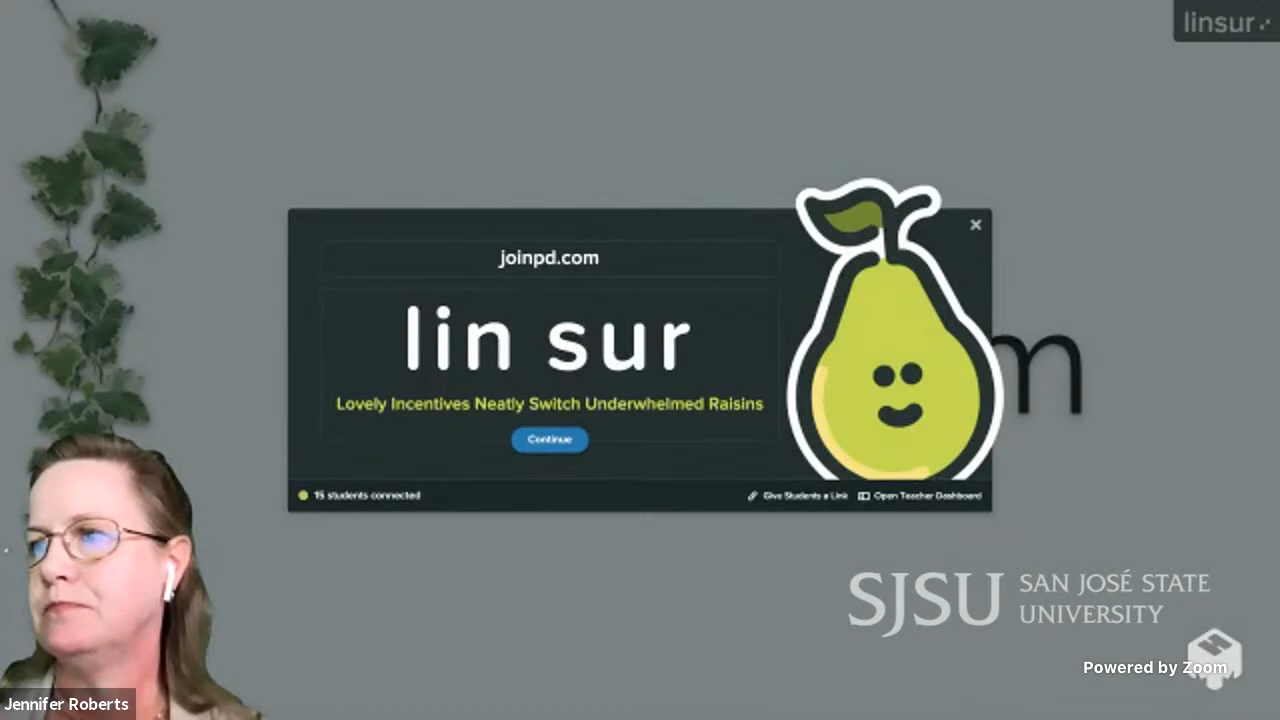 linsur
joinpd.com
lin sur
m
Lovely Incentives Neatly Switch Underwhelmed Raisins
Continue
15 students connected
Give Students a Link
Open Teacher Dashboard
SJSU SAN JOSÉ STATE
UNIVERSITY
Powered by Zoom
Jennifer Roberts